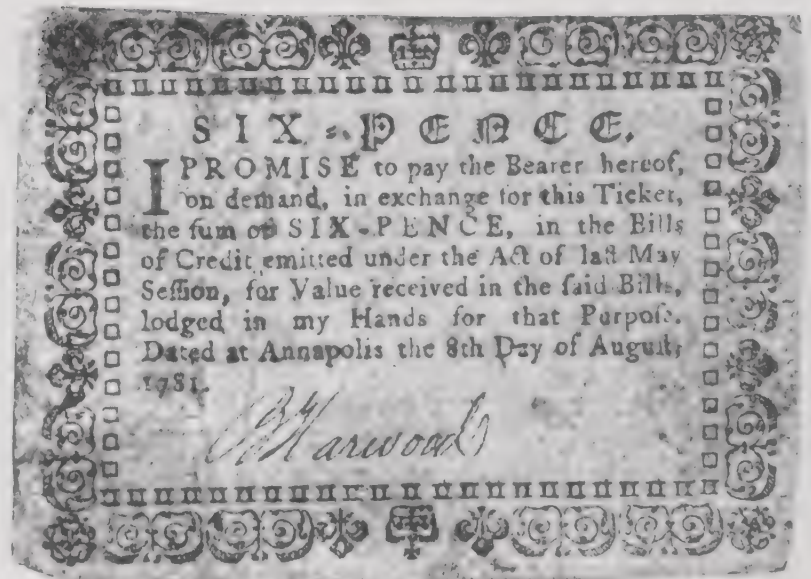 SIX-PENCE.
I PROMISE to pay the Bearer hereof,
on demand, in exchange for this Ticket,
the ſum of SIX-PENCE, in the Bills
of Credit emitted under the Act of laſt May
Seſſion, for Value received in the ſaid Bills,
lodged in my Hands for that Purpoſe.
Dated at Annapolis the 8th Day of Auguſt,
1781.
B Harwood